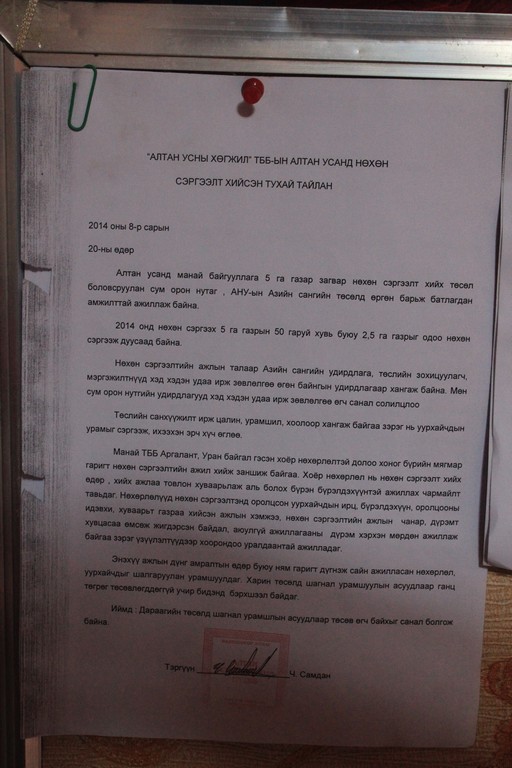 "АЛТАН УСНЫ ХӨГЖИЛ" ТББ-ЫН АЛТАН УСАНД НӨХӨН
СЭРГЭЭЛТ ХИЙСЭН ТУХАЙ ТАЙЛАН
2014 оны 8-р сарын
20-ны өдөр
Алтан усанд манай байгууллага 5 га газар загвар нөхөн сэргээлт хийх төсөл
боловсруулан сум орон нутаг , АНУ-ын Азийн сангийн төсөлд өргөн барьж батлагдан
амжилттай ажиллаж байна.
2014 онд нөхөн сэргээх 5 га газрын 50 гаруй хувь буюу 2,5 га газрыг одоо нөхөн
сэргээж дуусаад байна.
Нөхөн сэргээлтийн ажлын талаар Азийн сангийн удирдлага, төслийн зохицуулагч,
мэргэжилтнүүд хэд хэдэн удаа ирж зөвлөлгөө өгөн байнгын удирдлагаар хангаж байна. Мөн
сум орон нутгийн удирдлагууд хэд хэдэн удаа ирж зөвлөлгөө өгч санал солилцлоо
Төслийн санхүүжилт ирж цалин, урамшил, хоолоор хангаж байгаа зэрэг нь уурхайчдын
урамыг сэргээж, ихээхэн эрч хүч өглөө.
Манай ТББ Аргалант, Уран байгал гэсэн хоёр нөхөрлөлтэй долоо хоног бүрийн мягмар
гаригт нөхөн сэргээлтийн ажил хийж заншиж байгаа. Хоёр нөхөрлөл нь нөхөн сэргээлт хийх
өдөр , хийх ажлаа товлон хуваарьлаж аль болох бүрэн бүрэлдэхүүнтэй ажиллах чармайлт
тавьдаг. Нөхөрлөлүүд нөхөн сэргээлтэнд оролцсон уурхайчдын ирц, бүрэлдэхүүн, оролцооны
идэвхи, хуваарьт газраа хийсэн ажлын хэмжээ, нөхөн сэргээлтийн ажлын чанар, дүрэмт
хувцасаа өмсөж жигдэрсэн байдал, аюулгүй ажиллагааны дүрэм хэрхэн мөрдөн ажиллаж
байгаа зэрэг үзүүлэлтүүдээр хоорондоо уралдаантай ажилладаг.
Энэхүү ажлын дүнг амралтын өдөр буюу ням гаригт дүгнэж сайн ажилласан нөхөрлөл,
уурхайчдыг шалгаруулан урамшуулдаг. Харин төсөлд шагнал урамшуулын асуудлаар ганц
төгрөг төсөвлөгддөггүй учир бидэнд бэрхшээл байдаг.
Иймд : Дараагийн төсөлд шагнал урамшлын асуудлаар төсөв өгч байхыг санал болгож
байна.
Тэргүүн Ч. Самдан